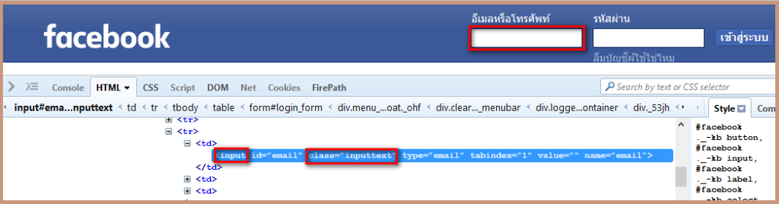 อีเมลหรือโทรศัพท์ รหัสผ่าน
facebook เข้าสู่ระบบ
ลืมบัญชีผู้ใช้ใช่ไหม
Console HTML CSS Script DOM Net Cookies FirePath
Search by text or CSS selector
input#ema...nputtext < td < tr < tbody < table < form#login_form < div.menu_...oat._ohf < div.clear..._menubar < div.logge...ontainer < div._53jh
Style Com
<tr>
<tr>
<td>
<input id="email" class="inputtext" type="email" tabindex="1" value="" name="email">
</td>
<td>
<td>
#facebook
._-kb button,
#facebook
._-kb input,
#facebook
._-kb label,
#facebook
._-kb select